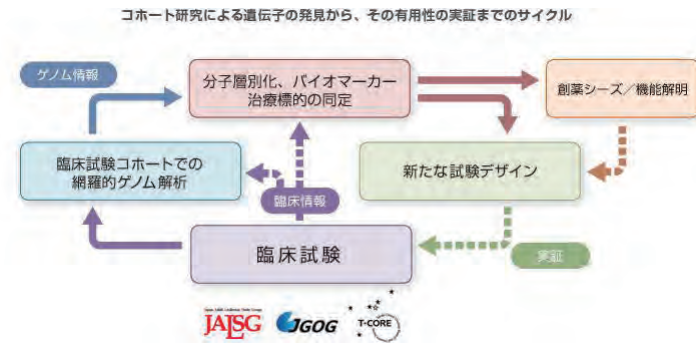 コホート研究による遺伝子の発見から、その有用性の実証までのサイクル
ゲノム情報
分子層別化、バイオマーカー
治療標的の同定
創薬シーズ／機能解明
臨床試験コホートでの
網羅的ゲノム解析
臨床情報
新たな試験デザイン
臨床試験
実証
JALSG
JGOG
T-CORE